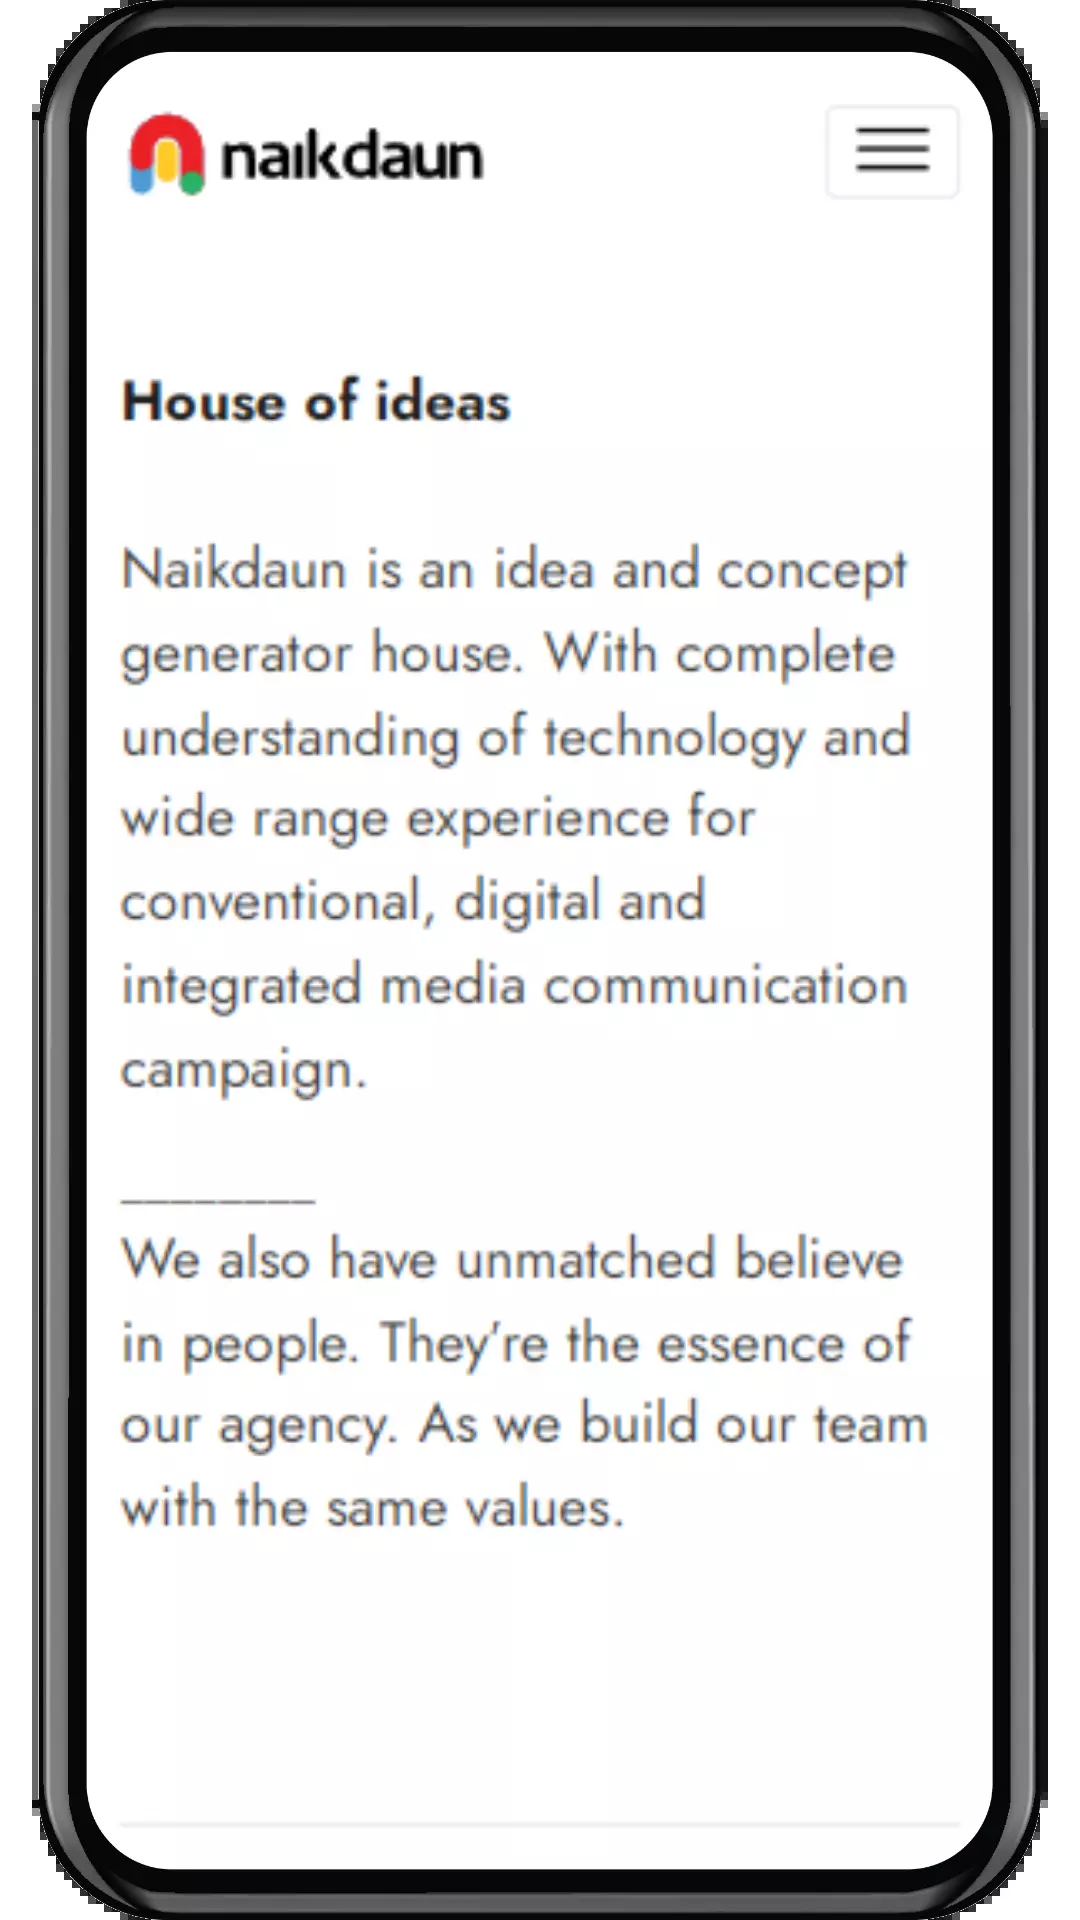 naikdaun
House of ideas
Naikdaun is an idea and concept
generator house. With complete
understanding of technology and
wide range experience for
conventional, digital and
integrated media communication
campaign.
________
We also have unmatched believe
in people. They’re the essence of
our agency. As we build our team
with the same values.